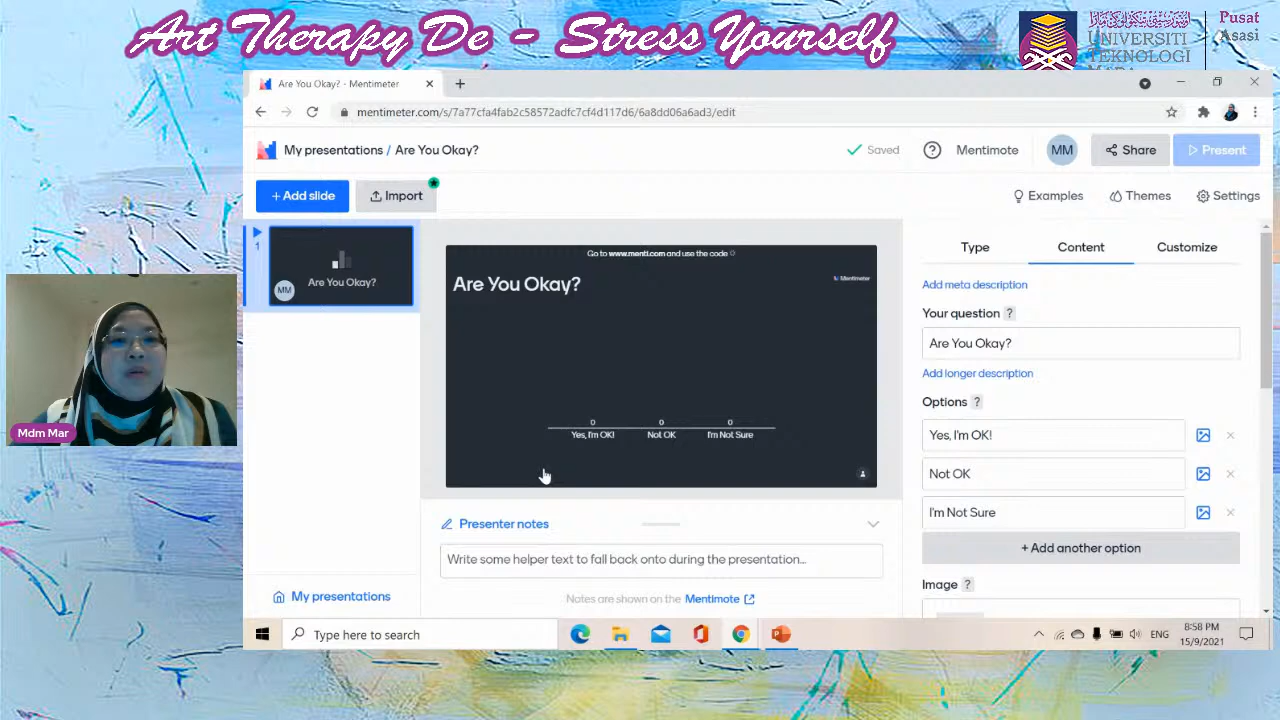 Art Therapy De - Stress Yourself
UNIVERSITI
TEKNOLOGI
Pusat
Asasi
Are You Okay? - Mentimeter
mentimeter.com/s/7a77cfa4fab2c58572adfc7cf4d117d6/6a8dd06a6ad3/edit
My presentations / Are You Okay?
Saved
Mentimote
MM
Share
Present
+ Add slide
Import
Examples
Themes
Settings
1
Are You Okay?
MM
Go to www.menti.com and use the code 0
Are You Okay?
Mentimeter
0 0 0
Yes, I'm OK! Not OK I'm Not Sure
Type
Content
Customize
Add meta description
Your question ?
Are You Okay?
Add longer description
Options ?
Yes, I'm OK!
Not OK
I'm Not Sure
+ Add another option
Image ?
Presenter notes
Write some helper text to fall back onto during the presentation...
Notes are shown on the Mentimote
My presentations
Mdm Mar
Type here to search
ENG
8:58 PM
15/9/2021